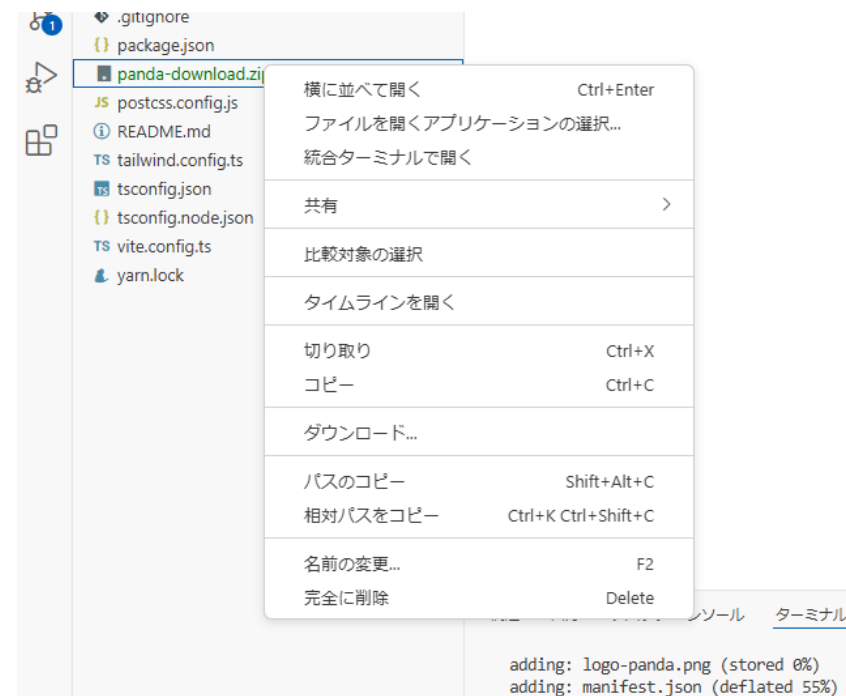 .gitignore
package.json
panda-download.zip
postcss.config.js
README.md
tailwind.config.ts
tsconfig.json
tsconfig.node.json
vite.config.ts
yarn.lock
横に並べて開く Ctrl+Enter
ファイルを開くアプリケーションの選択...
統合ターミナルで開く
共有
比較対象の選択
タイムラインを開く
切り取り Ctrl+X
コピー Ctrl+C
ダウンロード...
パスのコピー Shift+Alt+C
相対パスをコピー Ctrl+K Ctrl+Shift+C
名前の変更... F2
完全に削除 Delete
ンソール ターミナル
adding: logo-panda.png (stored 0%)
adding: manifest.json (deflated 55%)